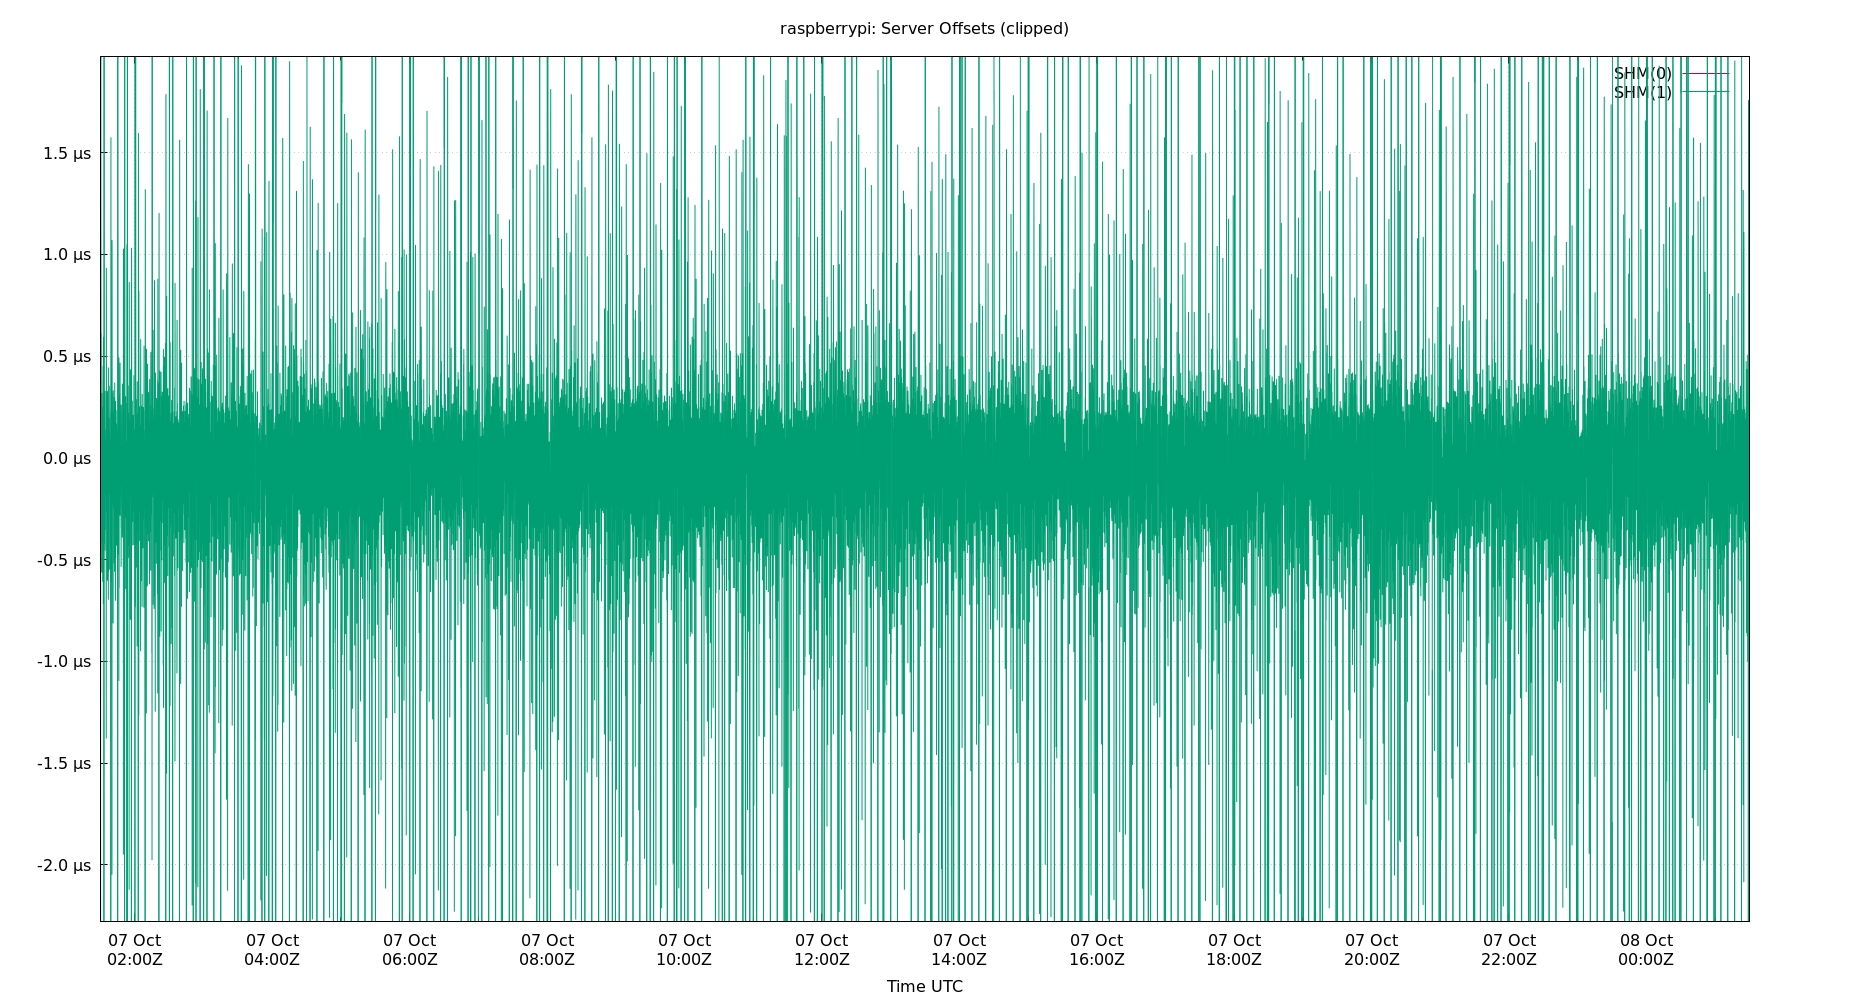 raspberrypi: Server Offsets (clipped)
SHM(0)
SHM(1)
1.5 µs
1.0 µs
0.5 µs
0.0 µs
-0.5 µs
-1.0 µs
-1.5 µs
-2.0 µs
07 Oct 07 Oct 07 Oct 07 Oct 07 Oct 07 Oct 07 Oct 07 Oct 07 Oct 07 Oct 07 Oct 08 Oct
02:00Z 04:00Z 06:00Z 08:00Z 10:00Z 12:00Z 14:00Z 16:00Z 18:00Z 20:00Z 22:00Z 00:00Z
Time UTC